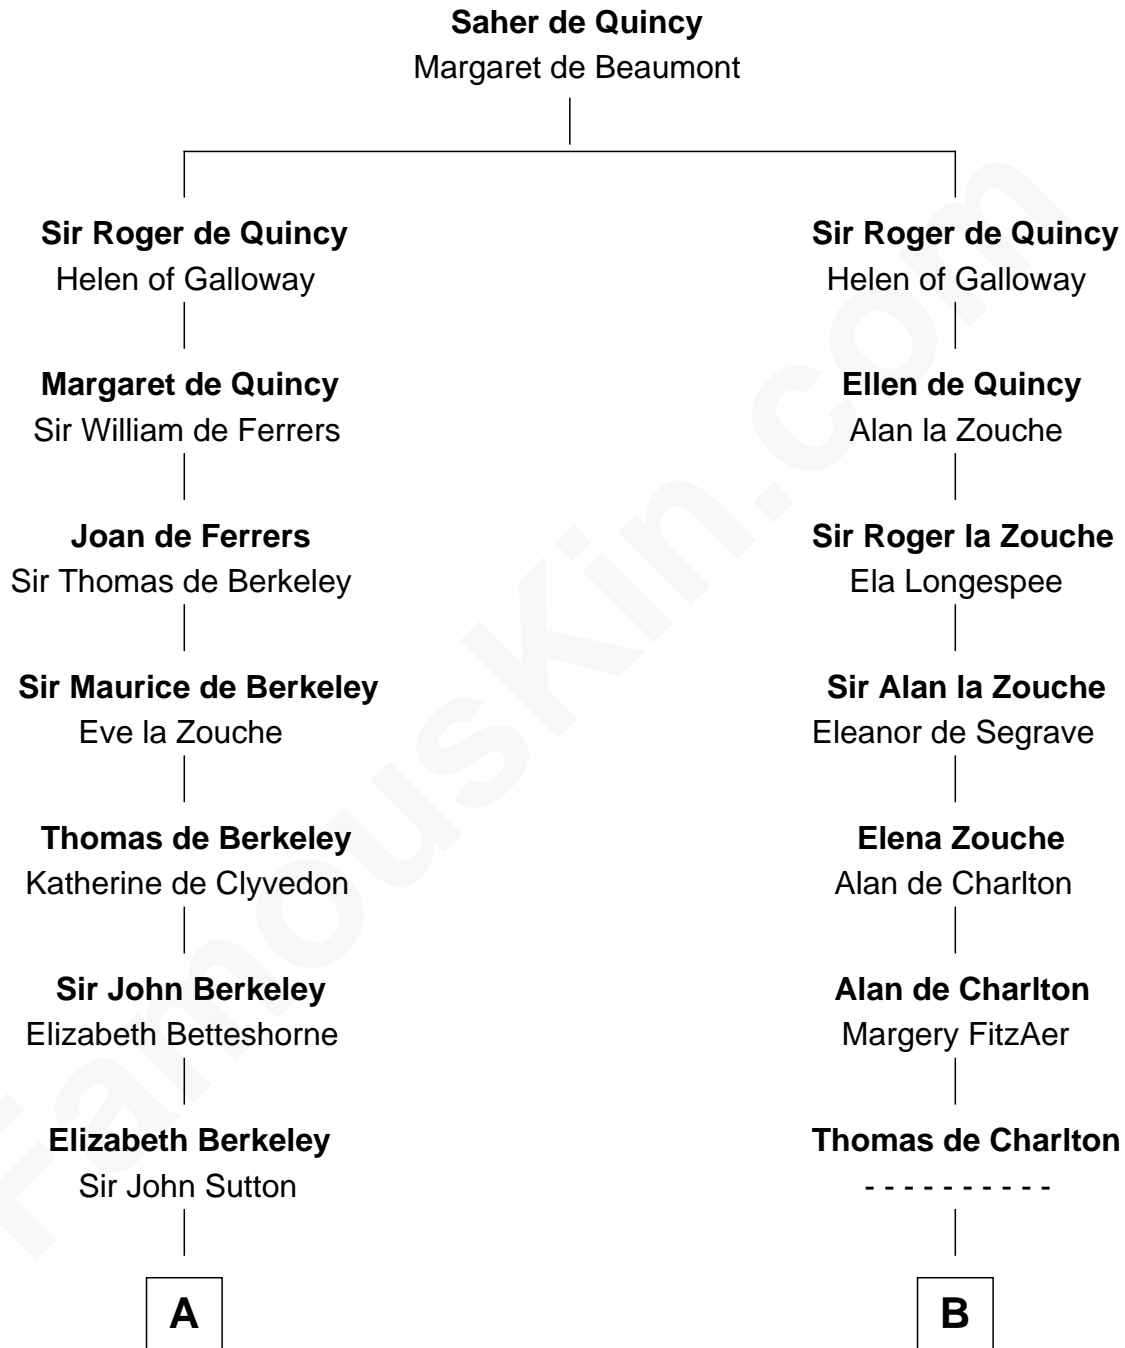 Saher de Quincy
Margaret de Beaumont
Sir Roger de Quincy
Helen of Galloway
Margaret de Quincy
Sir William de Ferrers
Joan de Ferrers
Sir Thomas de Berkeley
Sir Maurice de Berkeley
Eve la Zouche
Thomas de Berkeley
Katherine de Clyvedon
Sir John Berkeley
Elizabeth Betteshorne
Elizabeth Berkeley
Sir John Sutton
A
Sir Roger de Quincy
Helen of Galloway
Ellen de Quincy
Alan la Zouche
Sir Roger la Zouche
Ela Longespee
Sir Alan la Zouche
Eleanor de Segrave
Elena Zouche
Alan de Charlton
Alan de Charlton
Margery FitzAer
Thomas de Charlton
- - - - - - - - - -
B
FamousKin.com